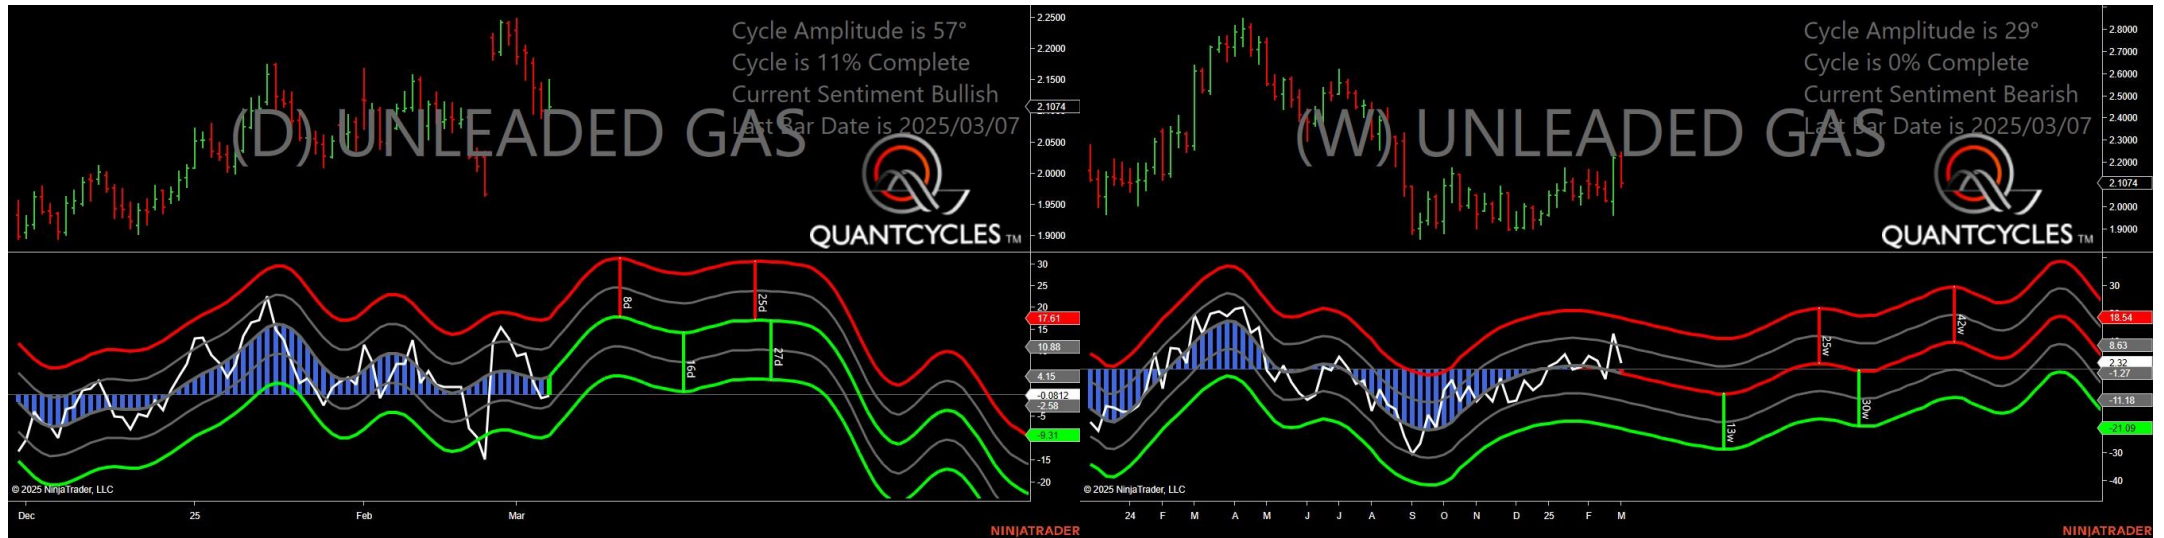 Cycle Amplitude is 57°
Cycle is 11% Complete
Current Sentiment Bullish
Last Bar Date is 2025/03/07
(D) UNLEADED GAS
QUANTCYCLES TM
2.2500
2.2000
2.1500
2.1074
2.1000
2.0500
2.0000
1.9500
1.9000
8d
25d
16d
27d
30
25
20
17.61
15
10.88
4.15
-0.0812
-2.58
-5
-9.31
-15
-20
© 2025 NinjaTrader, LLC
Dec 25 Feb Mar
NINJATRADER
Cycle Amplitude is 29°
Cycle is 0% Complete
Current Sentiment Bearish
Last Bar Date is 2025/03/07
(W) UNLEADED GAS
QUANTCYCLES TM
2.8000
2.7000
2.6000
2.5000
2.4000
2.3000
2.2000
2.1074
2.0000
1.9000
25w
42w
13w
30w
30
18.54
8.63
2.32
-1.27
-11.18
-21.09
-30
-40
© 2025 NinjaTrader, LLC
24 F M A M J J A S O N D 25 F M
NINJATRADER